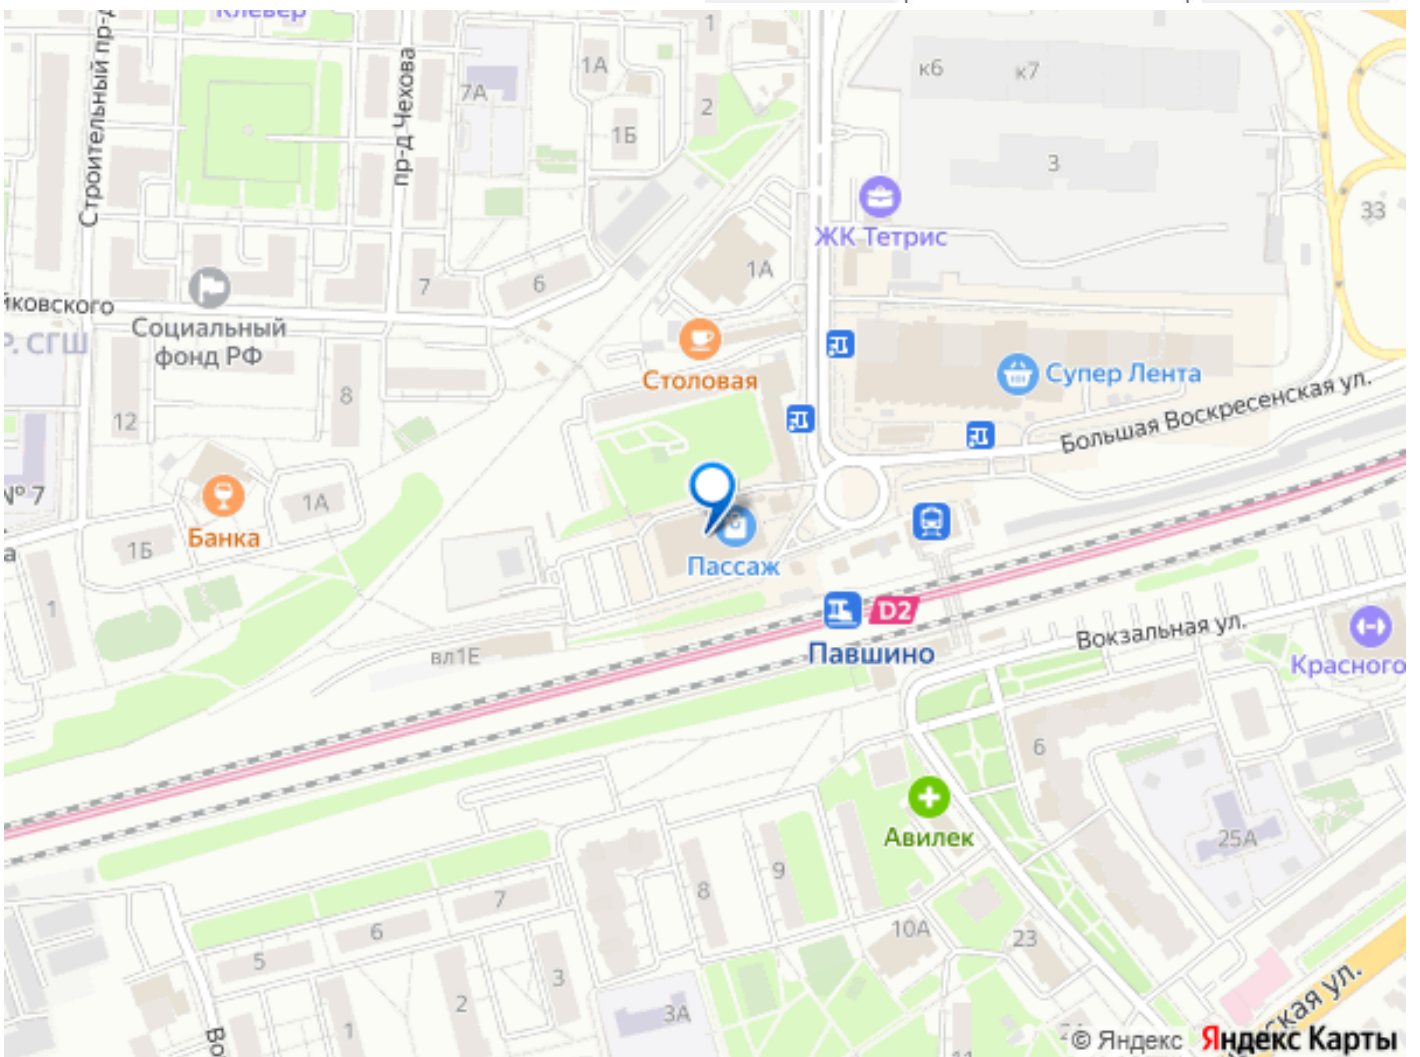 Клевер
1
Строительный пр-д
пр-д Чехова
7А
1А
1Б
2
к6
к7
3
33
ЖК Тетрис
1А
7
6
йковского
Социальный
фонд РФ
Р. СГШ
8
12
Столовая
Супер Лента
Большая Воскресенская ул.
№ 7
а
Банка
1А
1Б
1
Пассаж
D2
Павшино
вл1Е
Вокзальная ул.
Красного
6
25А
Авилек
9
8
7
6
5
10А
23
3
2
1
3А
Во
11
ская ул.
© Яндекс
Яндекс Карты